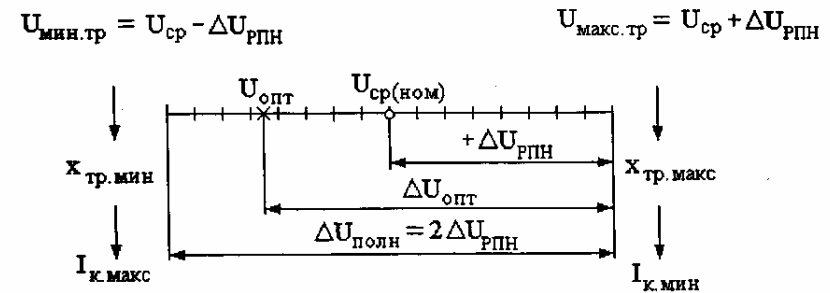 Uмин.тр = Uср − ΔUРПН
Uмакс.тр = Uср + ΔUРПН
Uопт
Uср(ном)
+ΔUРПН
xтр.мин
xтр.макс
ΔUопт
ΔUполн = 2ΔUРПН
Iк.макс
Iк.мин